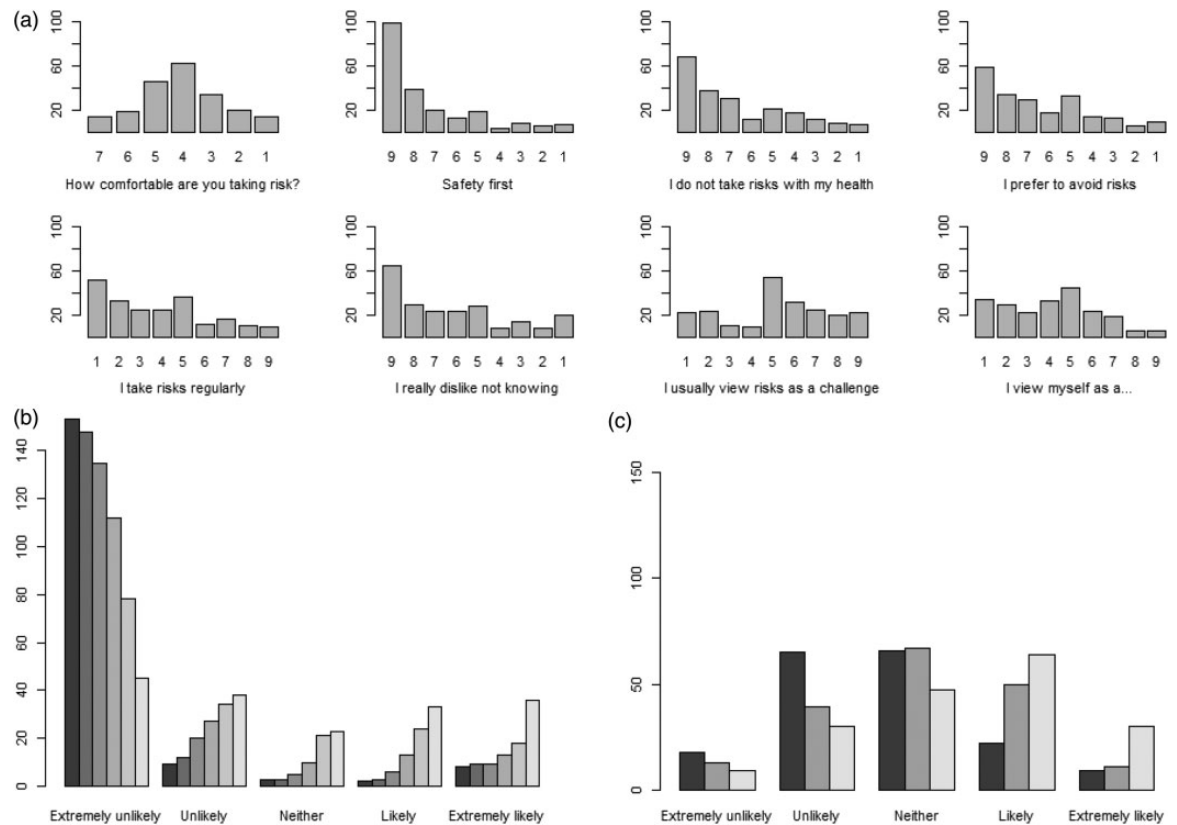 (a)
100
60
20
7 6 5 4 3 2 1
How comfortable are you taking risk?
100
60
20
9 8 7 6 5 4 3 2 1
Safety first
100
60
20
9 8 7 6 5 4 3 2 1
I do not take risks with my health
100
60
20
9 8 7 6 5 4 3 2 1
I prefer to avoid risks
100
60
20
1 2 3 4 5 6 7 8 9
I take risks regularly
100
60
20
9 8 7 6 5 4 3 2 1
I really dislike not knowing
100
60
20
1 2 3 4 5 6 7 8 9
I usually view risks as a challenge
100
60
20
1 2 3 4 5 6 7 8 9
I view myself as a...
(b)
140
120
100
80
60
40
20
0
Extremely unlikely Unlikely Neither Likely Extremely likely
(c)
150
100
50
0
Extremely unlikely Unlikely Neither Likely Extremely likely